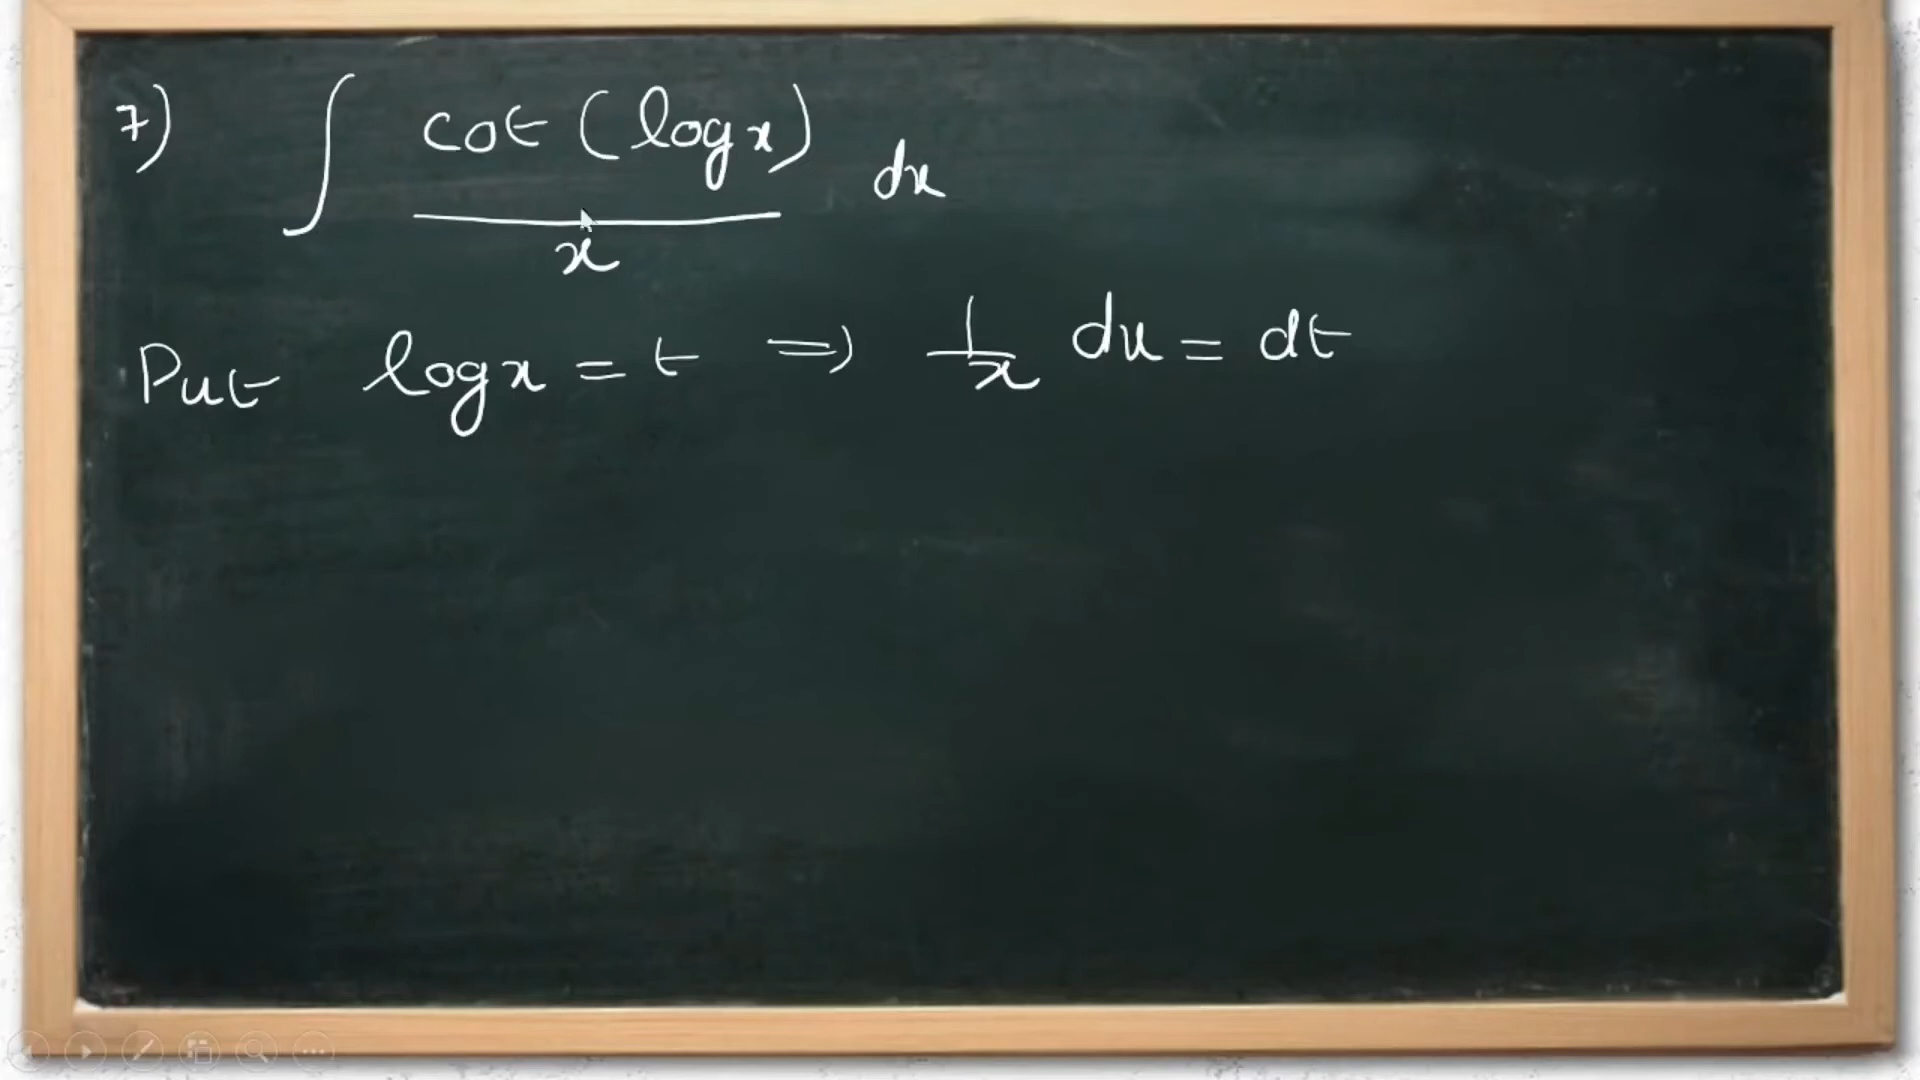 7) ∫ cot (log x) / x dx
Put log x = t => 1/x dx = dt